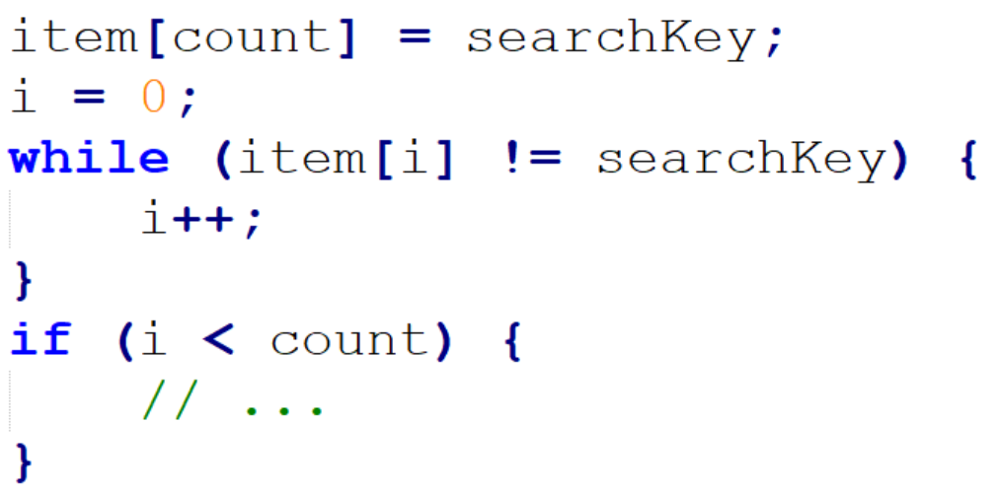 item[count] = searchKey;
i = 0;
while (item[i] != searchKey) {
    i++;
}
if (i < count) {
    // ...
}